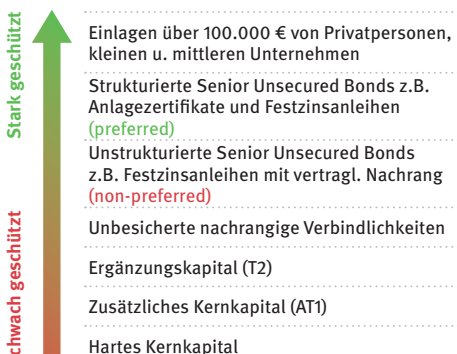 Stark geschützt
Einlagen über 100.000 € von Privatpersonen,
kleinen u. mittleren Unternehmen
Strukturierte Senior Unsecured Bonds z.B.
Anlagezertifikate und Festzinsanleihen
(preferred)
Unstrukturierte Senior Unsecured Bonds
z.B. Festzinsanleihen mit vertragl. Nachrang
(non-preferred)
Unbesicherte nachrangige Verbindlichkeiten
Ergänzungskapital (T2)
Zusätzliches Kernkapital (AT1)
Hartes Kernkapital
chwach geschützt